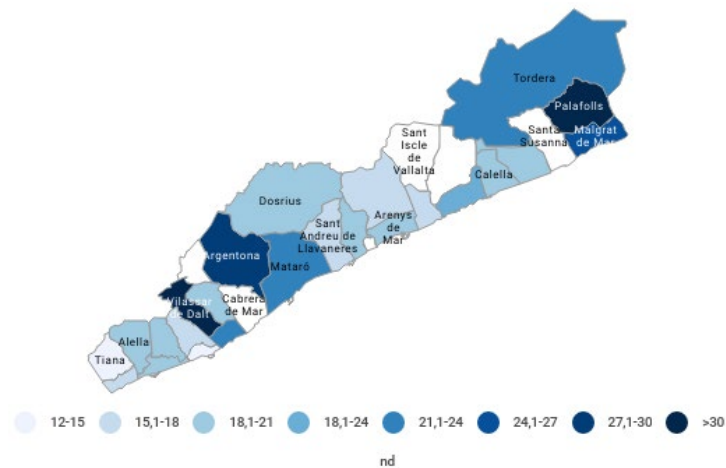 Tordera
Palafolls
Santa
Susanna
Malgrat
de Mar
Sant
Iscle
de
Vallalta
Calella
Dosrius
Arenys
de
Mar
Sant
Andreu de
Llavaneres
Argentona
Mataró
Vilassar
de Dalt
Cabrera
de Mar
Alella
Tiana
12-15 15,1-18 18,1-21 18,1-24 21,1-24 24,1-27 27,1-30 >30
nd